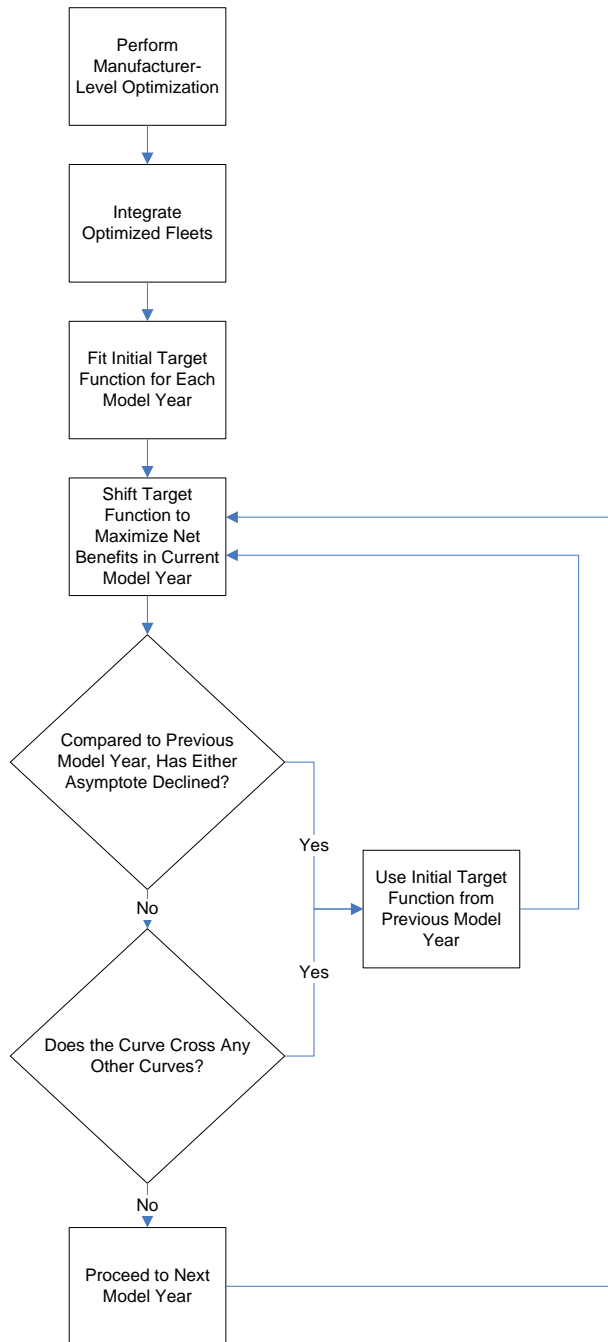 Perform
Manufacturer-
Level Optimization
Integrate
Optimized Fleets
Fit Initial Target
Function for Each
Model Year
Shift Target
Function to
Maximize Net
Benefits in Current
Model Year
Compared to Previous
Model Year, Has Either
Asymptote Declined?
Yes
Use Initial Target
Function from
Previous Model
Year
No
Yes
Does the Curve Cross Any
Other Curves?
No
Proceed to Next
Model Year